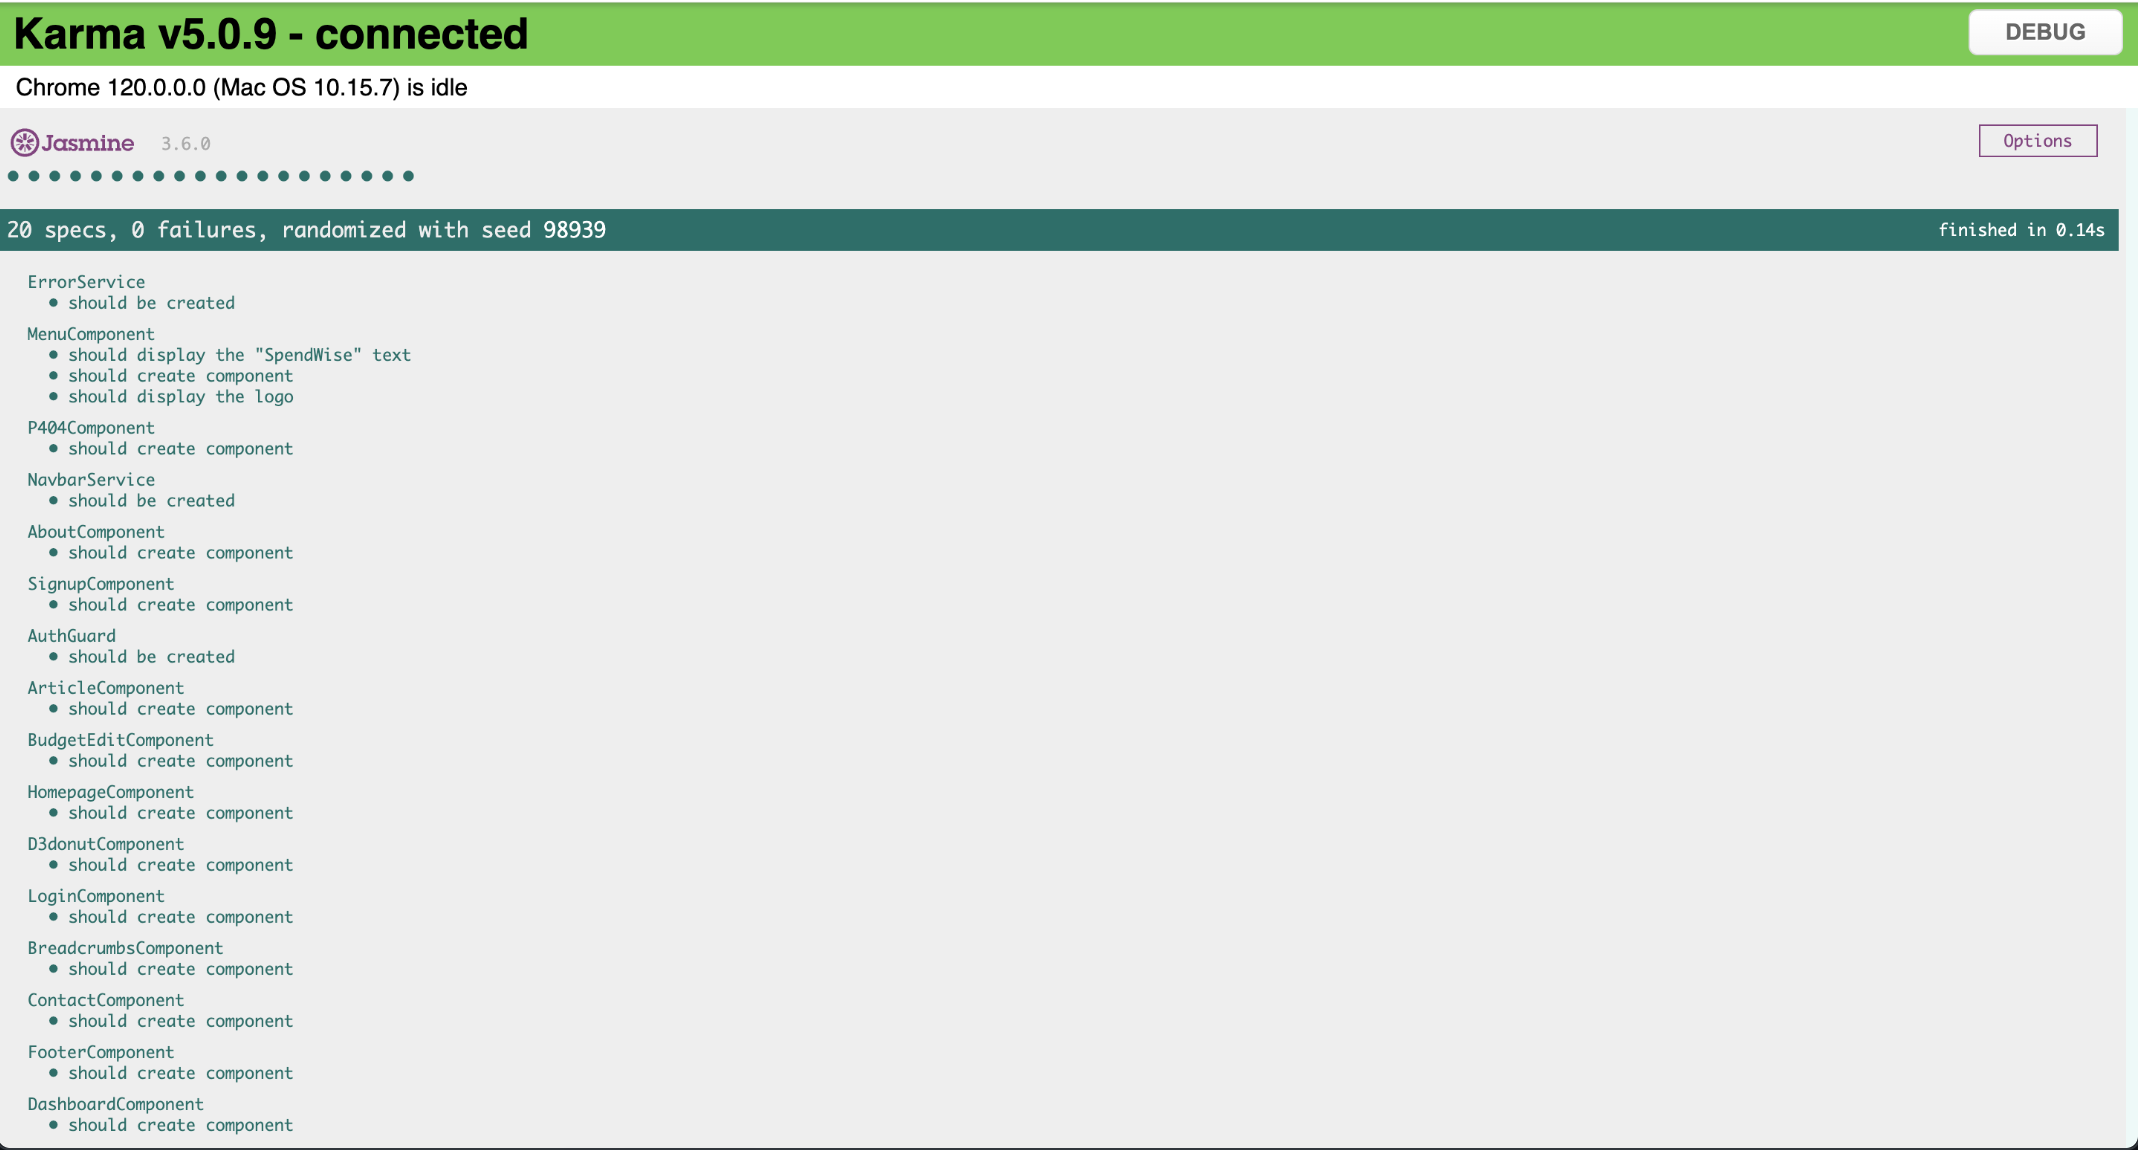 Karma v5.0.9 - connected
DEBUG
Chrome 120.0.0.0 (Mac OS 10.15.7) is idle
Jasmine 3.6.0
Options
20 specs, 0 failures, randomized with seed 98939
finished in 0.14s
ErrorService
• should be created
MenuComponent
• should display the "SpendWise" text
• should create component
• should display the logo
P404Component
• should create component
NavbarService
• should be created
AboutComponent
• should create component
SignupComponent
• should create component
AuthGuard
• should be created
ArticleComponent
• should create component
BudgetEditComponent
• should create component
HomepageComponent
• should create component
D3donutComponent
• should create component
LoginComponent
• should create component
BreadcrumbsComponent
• should create component
ContactComponent
• should create component
FooterComponent
• should create component
DashboardComponent
• should create component